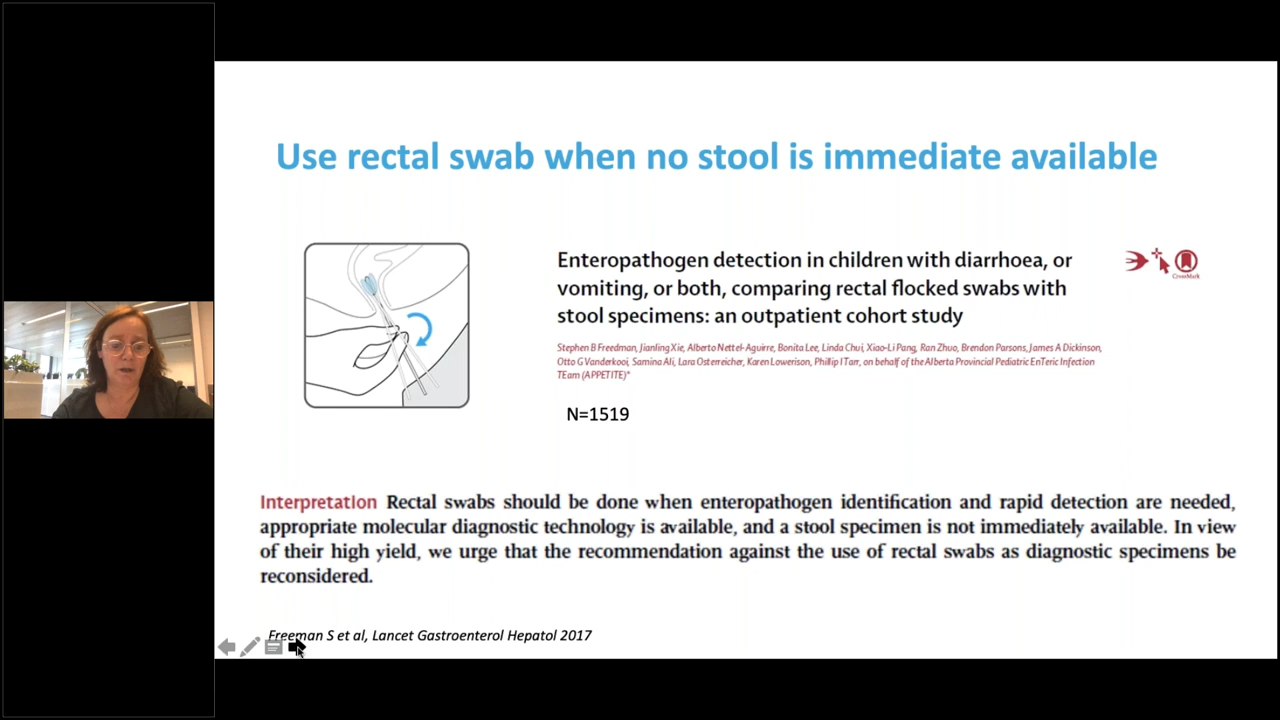 Use rectal swab when no stool is immediate available
Enteropathogen detection in children with diarrhoea, or
vomiting, or both, comparing rectal flocked swabs with
stool specimens: an outpatient cohort study
CrossMark
Stephen B Freedman, Jianling Xie, Alberto Nettel-Aguirre, Bonita Lee, Linda Chui, Xiao-Li Pang, Ran Zhuo, Brendon Parsons, James A Dickinson,
Otto G Vanderkooi, Samina Ali, Lara Osterreicher, Karen Lowerison, Phillip I Tarr, on behalf of the Alberta Provincial Pediatric EnTeric Infection
TEam (APPETITE)*
N=1519
Interpretation Rectal swabs should be done when enteropathogen identification and rapid detection are needed,
appropriate molecular diagnostic technology is available, and a stool specimen is not immediately available. In view
of their high yield, we urge that the recommendation against the use of rectal swabs as diagnostic specimens be
reconsidered.
Freeman S et al, Lancet Gastroenterol Hepatol 2017